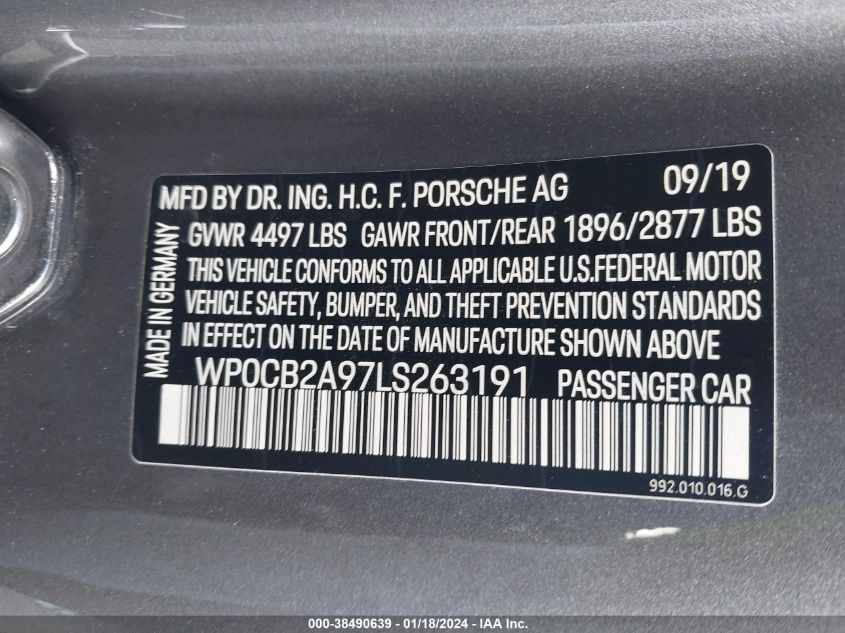 MFD BY DR. ING. H.C. F. PORSCHE AG 09/19
GVWR 4497 LBS GAWR FRONT/REAR 1896/2877 LBS
THIS VEHICLE CONFORMS TO ALL APPLICABLE U.S.FEDERAL MOTOR
VEHICLE SAFETY, BUMPER, AND THEFT PREVENTION STANDARDS
IN EFFECT ON THE DATE OF MANUFACTURE SHOWN ABOVE
MADE IN GERMANY
WP0CB2A97LS263191 PASSENGER CAR
992.010.016.G
000-38490639 - 01/18/2024 - IAA Inc.